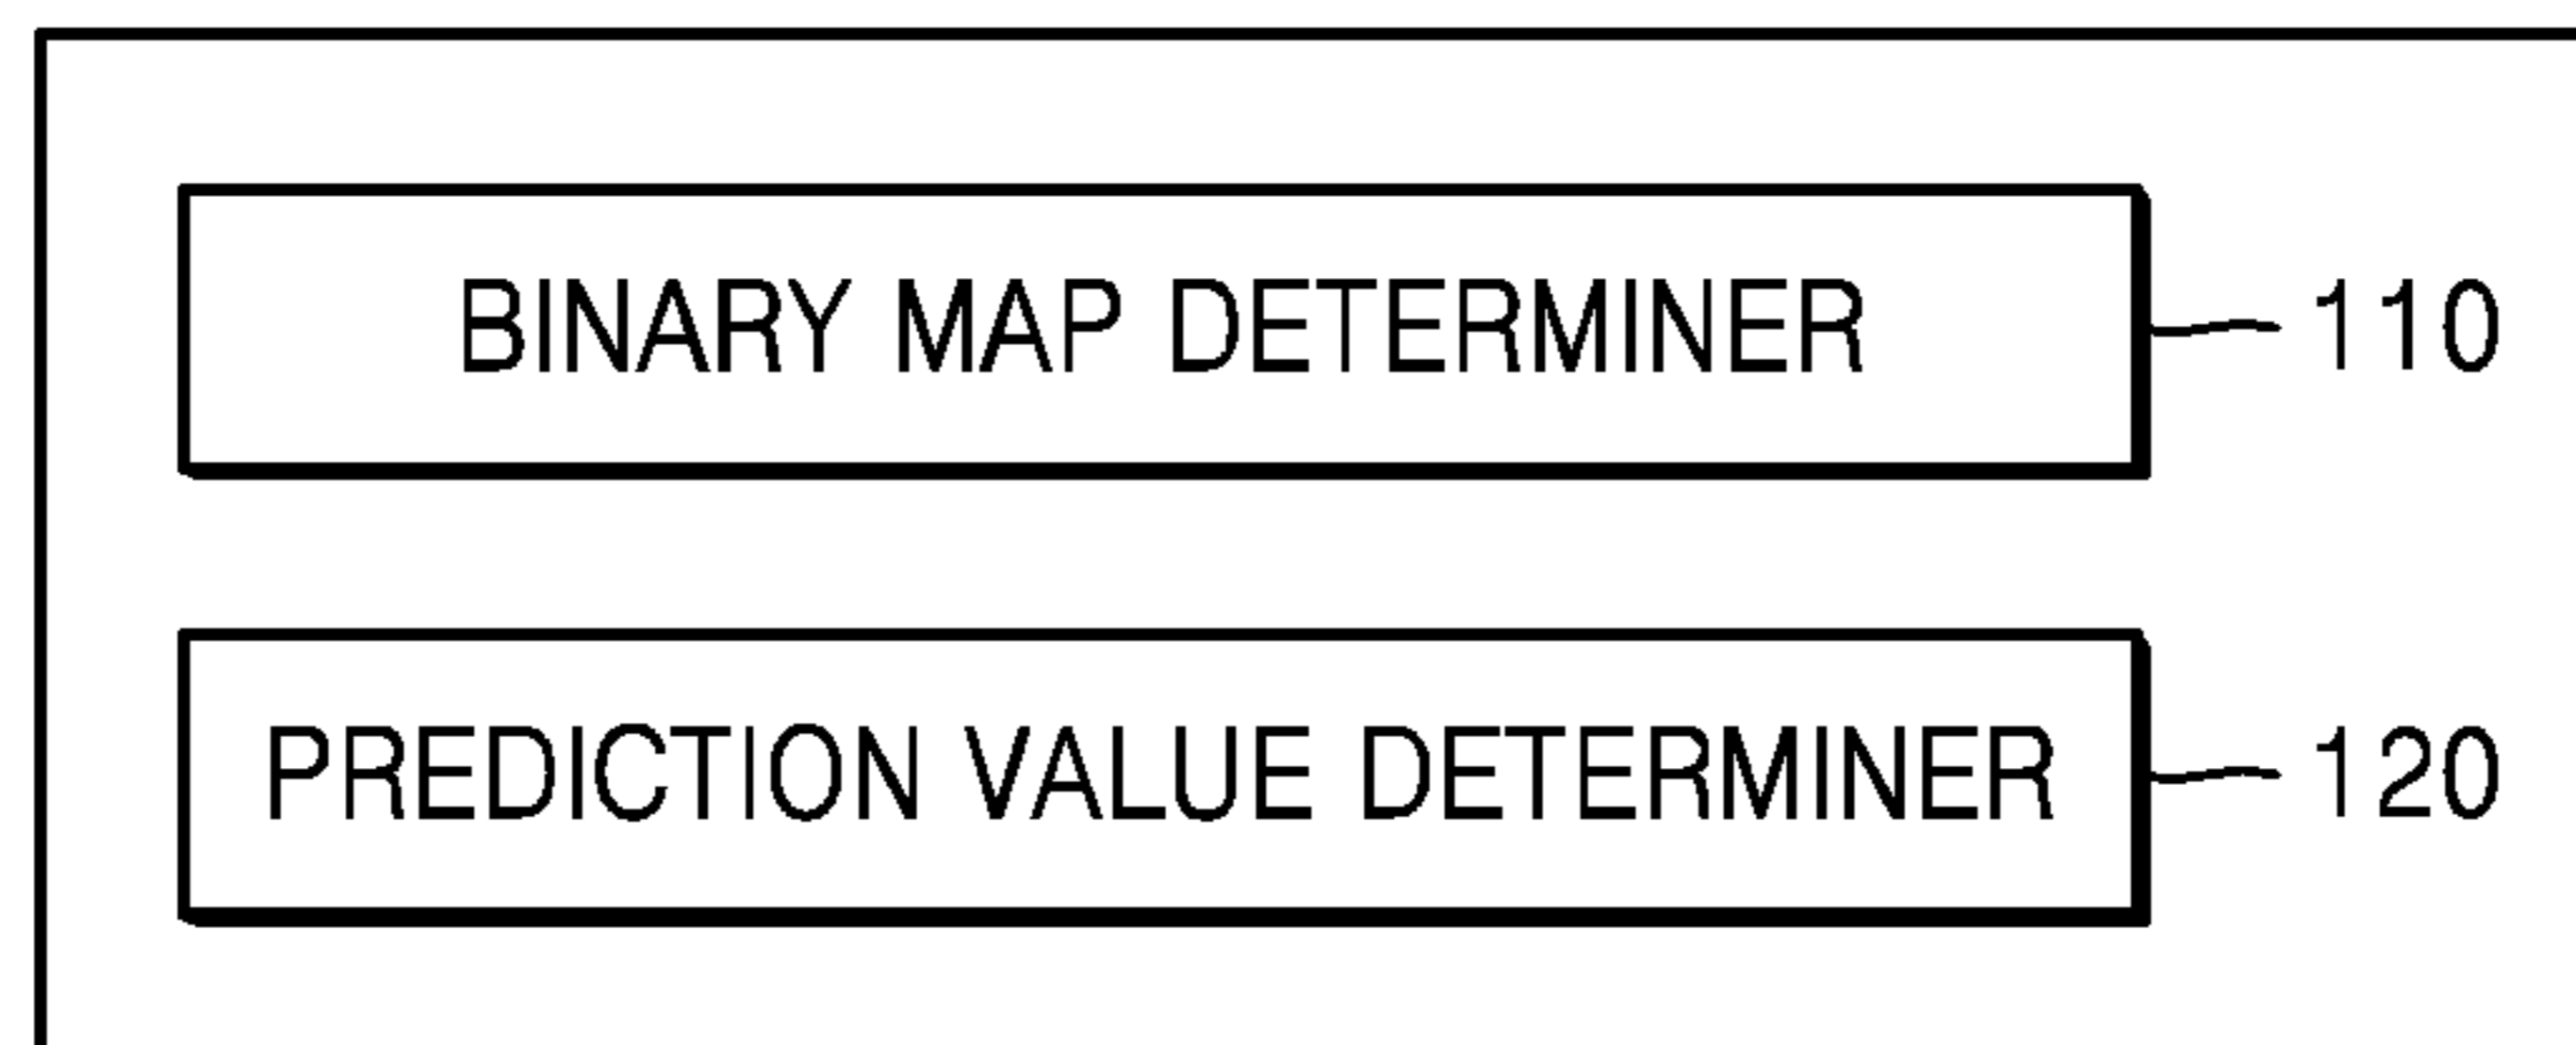 BINARY MAP DETERMINER 110
PREDICTION VALUE DETERMINER 120